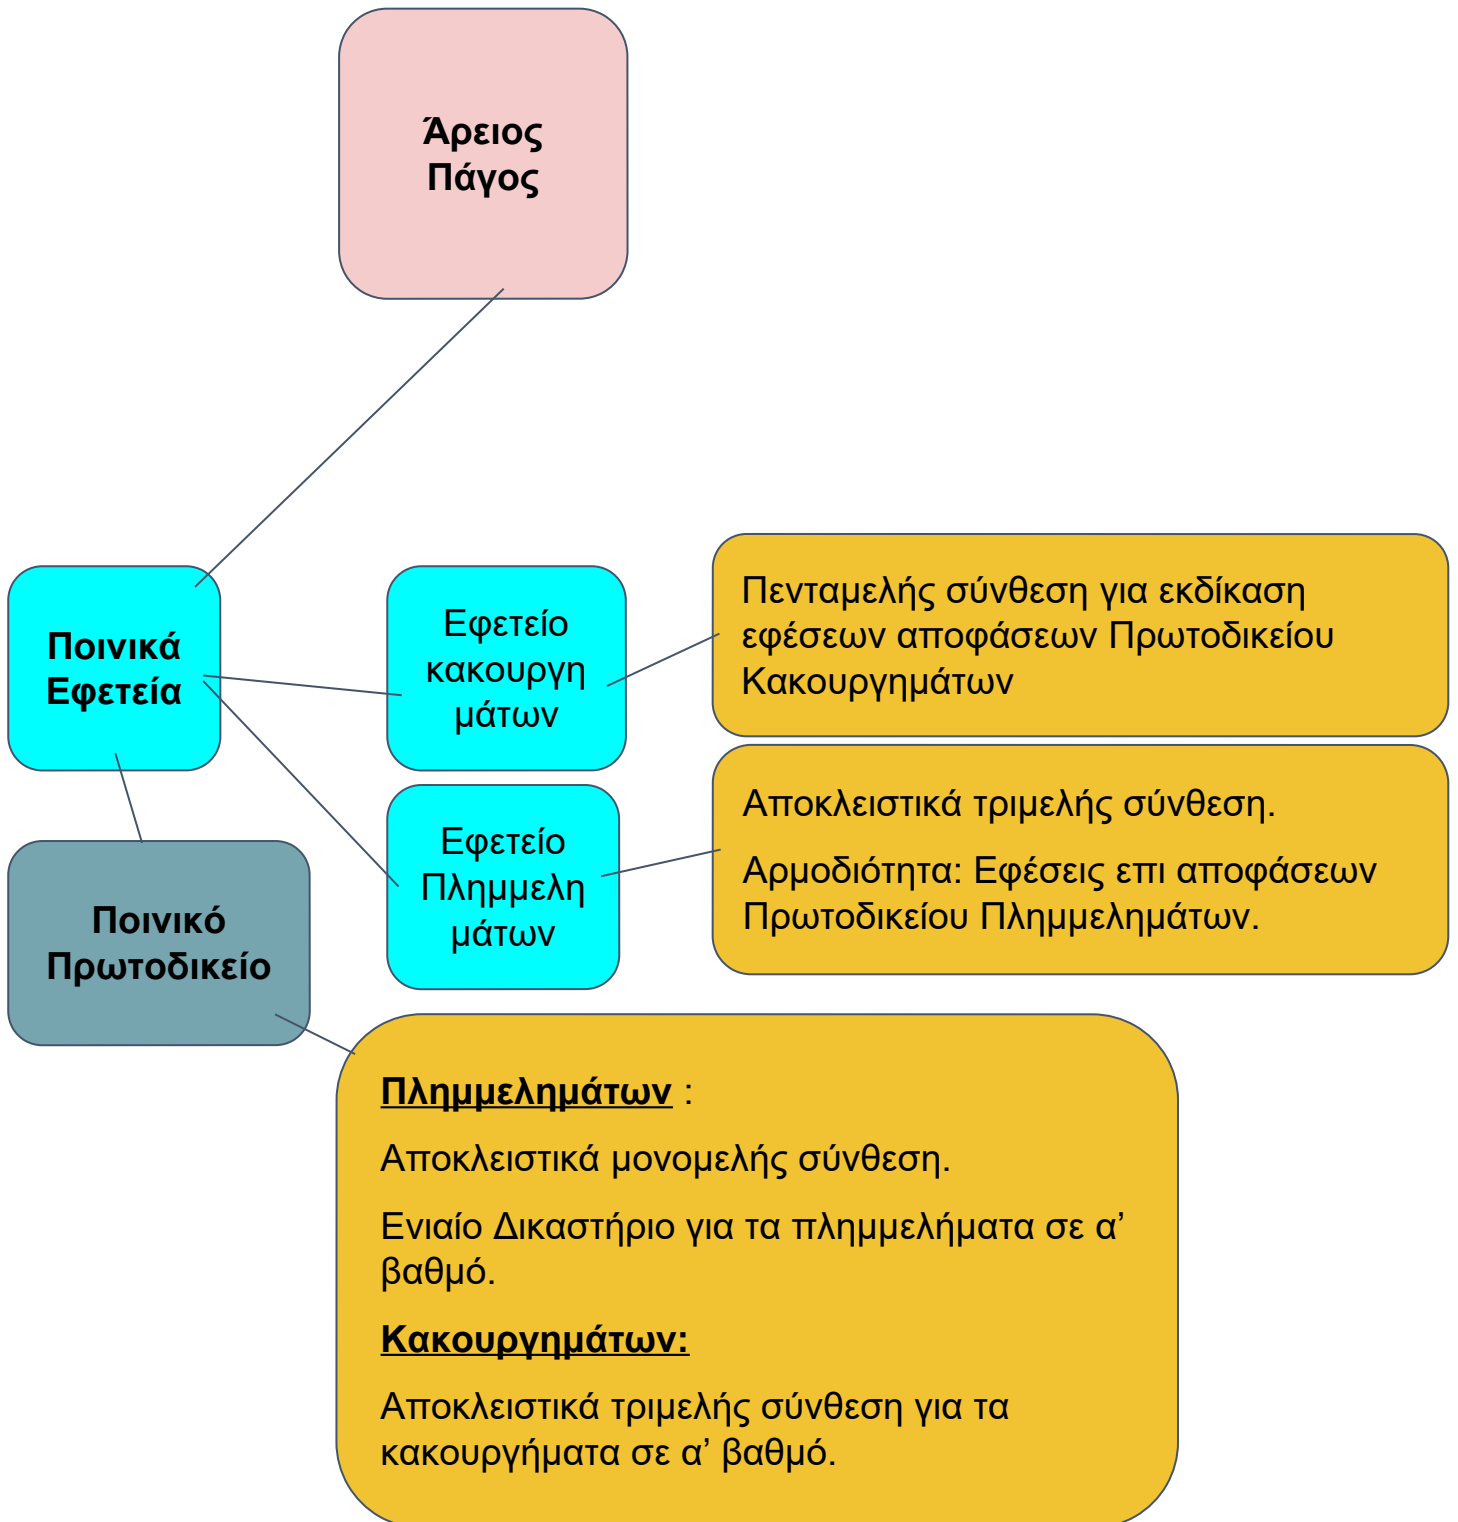 Άρειος
Πάγος
Ποινικά
Εφετεία
Εφετείο
κακουργη
μάτων
Πενταμελής σύνθεση για εκδίκαση
εφέσεων αποφάσεων Πρωτοδικείου
Κακουργημάτων
Εφετείο
Πλημμελη
μάτων
Αποκλειστικά τριμελής σύνθεση.
Αρμοδιότητα: Εφέσεις επι αποφάσεων
Πρωτοδικείου Πλημμελημάτων.
Ποινικό
Πρωτοδικείο
Πλημμελημάτων :
Αποκλειστικά μονομελής σύνθεση.
Ενιαίο Δικαστήριο για τα πλημμελήματα σε α’
βαθμό.
Κακουργημάτων:
Αποκλειστικά τριμελής σύνθεση για τα
κακουργήματα σε α’ βαθμό.